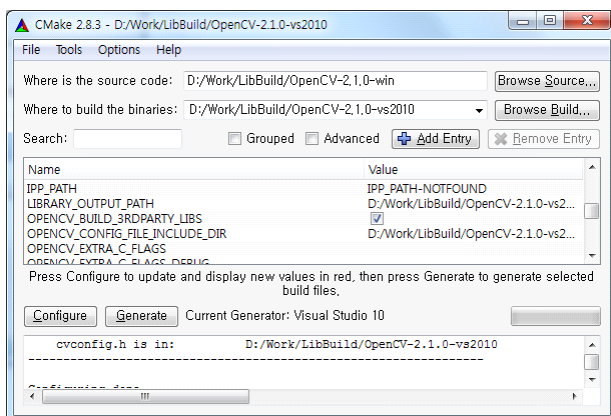 CMake 2.8.3 - D:/Work/LibBuild/OpenCV-2.1.0-vs2010
File Tools Options Help
Where is the source code: D:/Work/LibBuild/OpenCV-2.1.0-win Browse Source...
Where to build the binaries: D:/Work/LibBuild/OpenCV-2.1.0-vs2010 Browse Build...
Search: Grouped Advanced Add Entry Remove Entry
Name Value
IPP_PATH IPP_PATH-NOTFOUND
LIBRARY_OUTPUT_PATH D:/Work/LibBuild/OpenCV-2.1.0-vs2...
OPENCV_BUILD_3RDPARTY_LIBS
OPENCV_CONFIG_FILE_INCLUDE_DIR D:/Work/LibBuild/OpenCV-2.1.0-vs2...
OPENCV_EXTRA_C_FLAGS
OPENCV_EXTRA_C_FLAGS_DEBUG
Press Configure to update and display new values in red, then press Generate to generate selected
build files.
Configure Generate Current Generator: Visual Studio 10
cvconfig.h is in: D:/Work/LibBuild/OpenCV-2.1.0-vs2010
-----------------------------------------------------------------
Configuring done